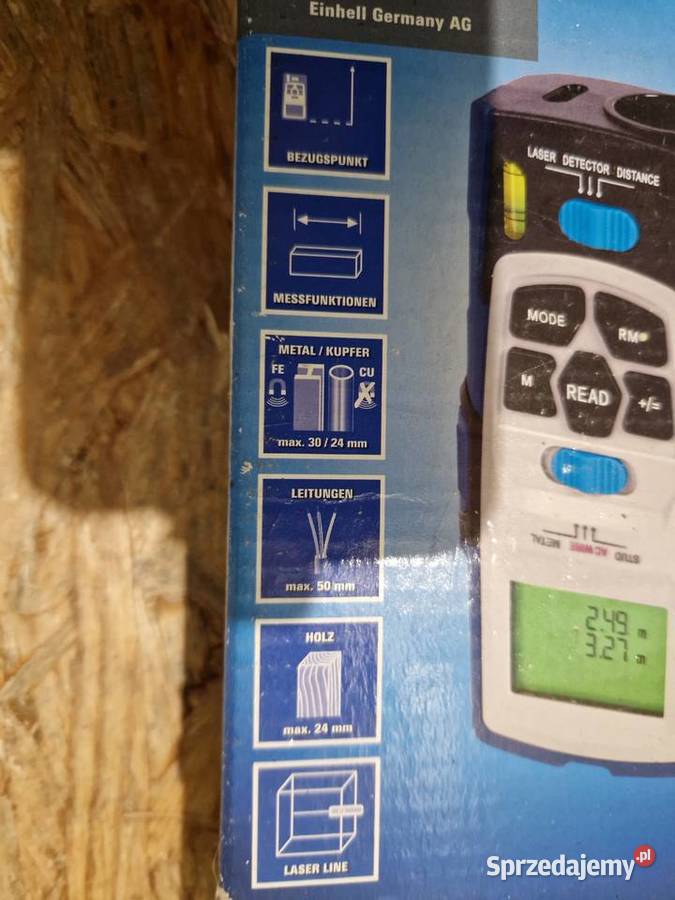 Einhell Germany AG
BEZUGSPUNKT
MESSFUNKTIONEN
METAL / KUPFER
FE
CU
max. 30 / 24 mm
LEITUNGEN
max. 50 mm
HOLZ
max. 24 mm
LASER LINE
LASER DETECTOR DISTANCE
MODE
RM
M
READ
+/=
STUD AC WIRE METAL
2.49 m
3.27 m
Sprzedajemy.pl